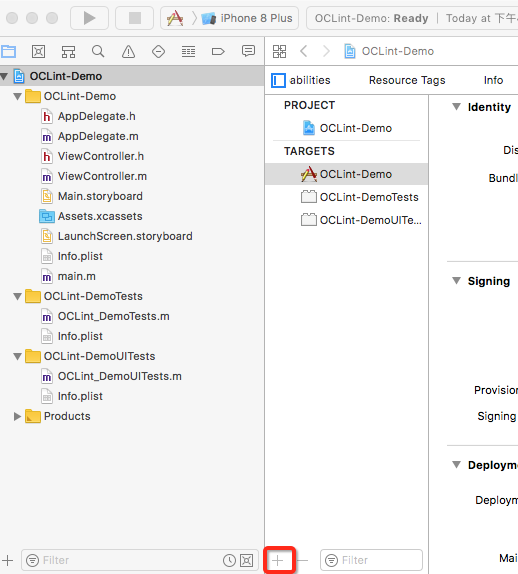 iPhone 8 Plus
OCLint-Demo: Ready | Today at 下午
OCLint-Demo
abilities Resource Tags Info
OCLint-Demo
OCLint-Demo
AppDelegate.h
AppDelegate.m
ViewController.h
ViewController.m
Main.storyboard
Assets.xcassets
LaunchScreen.storyboard
Info.plist
main.m
OCLint-DemoTests
OCLint_DemoTests.m
Info.plist
OCLint-DemoUITests
OCLint_DemoUITests.m
Info.plist
Products
Filter
PROJECT
OCLint-Demo
TARGETS
OCLint-Demo
OCLint-DemoTests
OCLint-DemoUITe...
Filter
Identity
Dis
Bundl
Signing
Provision
Signing
Deployme
Deploym
Mai